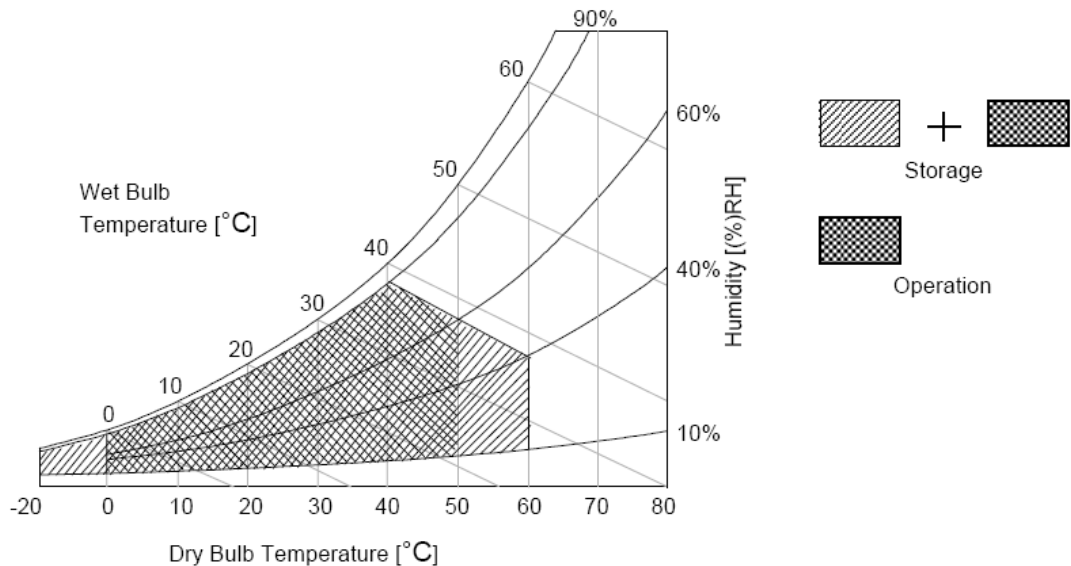 90%
60
60%
50
Wet Bulb
Temperature [°C]
Storage
40
Humidity [(%)RH]
40%
30
20
10
0
Operation
10%
-20 0 10 20 30 40 50 60 70 80
Dry Bulb Temperature [°C]